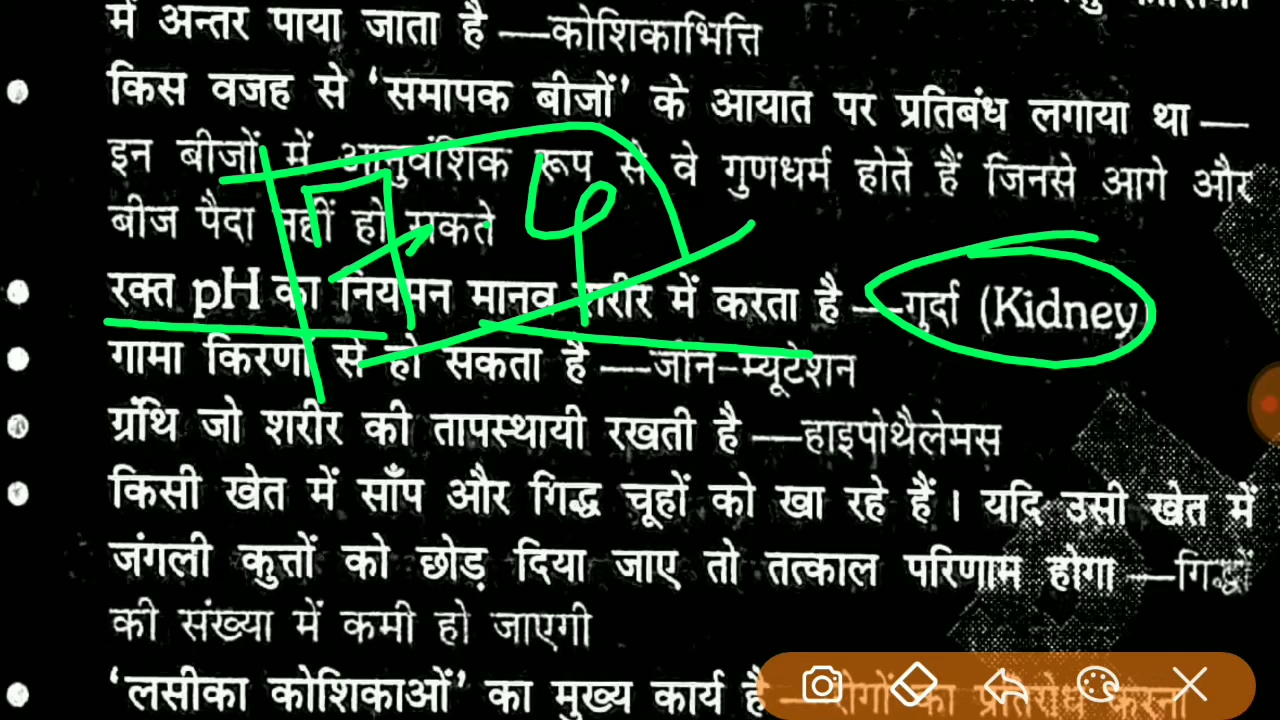 में अन्तर पाया जाता है —कोशिकाभित्ति
किस वजह से ‘समापक बीजों’ के आयात पर प्रतिबंध लगाया था —
इन बीजों में आनुवंशिक रूप से वे गुणधर्म होते हैं जिनसे आगे और
बीज पैदा नहीं हो सकते
रक्त pH का नियमन मानव शरीर में करता है —गुर्दा (Kidney)
गामा किरणों से हो सकता है —जीन-म्यूटेशन
ग्रंथि जो शरीर की तापस्थायी रखती है —हाइपोथैलेमस
किसी खेत में साँप और गिद्ध चूहों को खा रहे हैं। यदि उसी खेत में
जंगली कुत्तों को छोड़ दिया जाए तो तत्काल परिणाम होगा —गिद्धों
की संख्या में कमी हो जाएगी
‘लसीका कोशिकाओं’ का मुख्य कार्य है —रोगों का प्रतिरोध करना